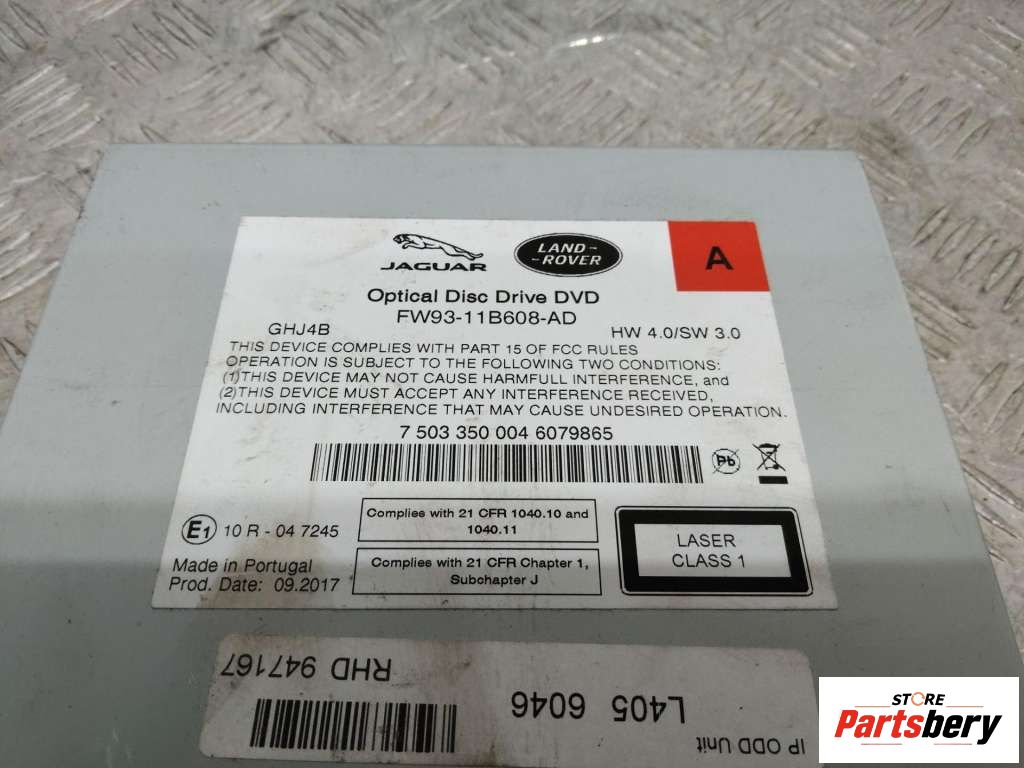 JAGUAR
LAND-
-ROVER
A
Optical Disc Drive DVD
FW93-11B608-AD
GHJ4B
HW 4.0/SW 3.0
THIS DEVICE COMPLIES WITH PART 15 OF FCC RULES
OPERATION IS SUBJECT TO THE FOLLOWING TWO CONDITIONS:
(1)THIS DEVICE MAY NOT CAUSE HARMFULL INTERFERENCE, and
(2)THIS DEVICE MUST ACCEPT ANY INTERFERENCE RECEIVED,
INCLUDING INTERFERENCE THAT MAY CAUSE UNDESIRED OPERATION.
7 503 350 004 6079865
Pb
E1 10 R - 04 7245
Complies with 21 CFR 1040.10 and
1040.11
Complies with 21 CFR Chapter 1,
Subchapter J
LASER
CLASS 1
Made in Portugal
Prod. Date: 09.2017
IP ODD Unit
L405 6046
RHD 947167
STORE
Partsbery